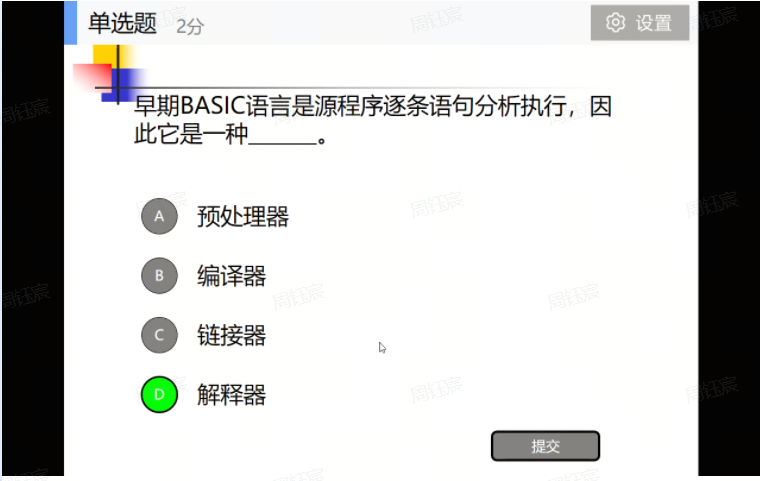 单选题 2分 设置
早期BASIC语言是源程序逐条语句分析执行，因
此它是一种______。
A 预处理器
B 编译器
C 链接器
D 解释器
提交
周钰宸